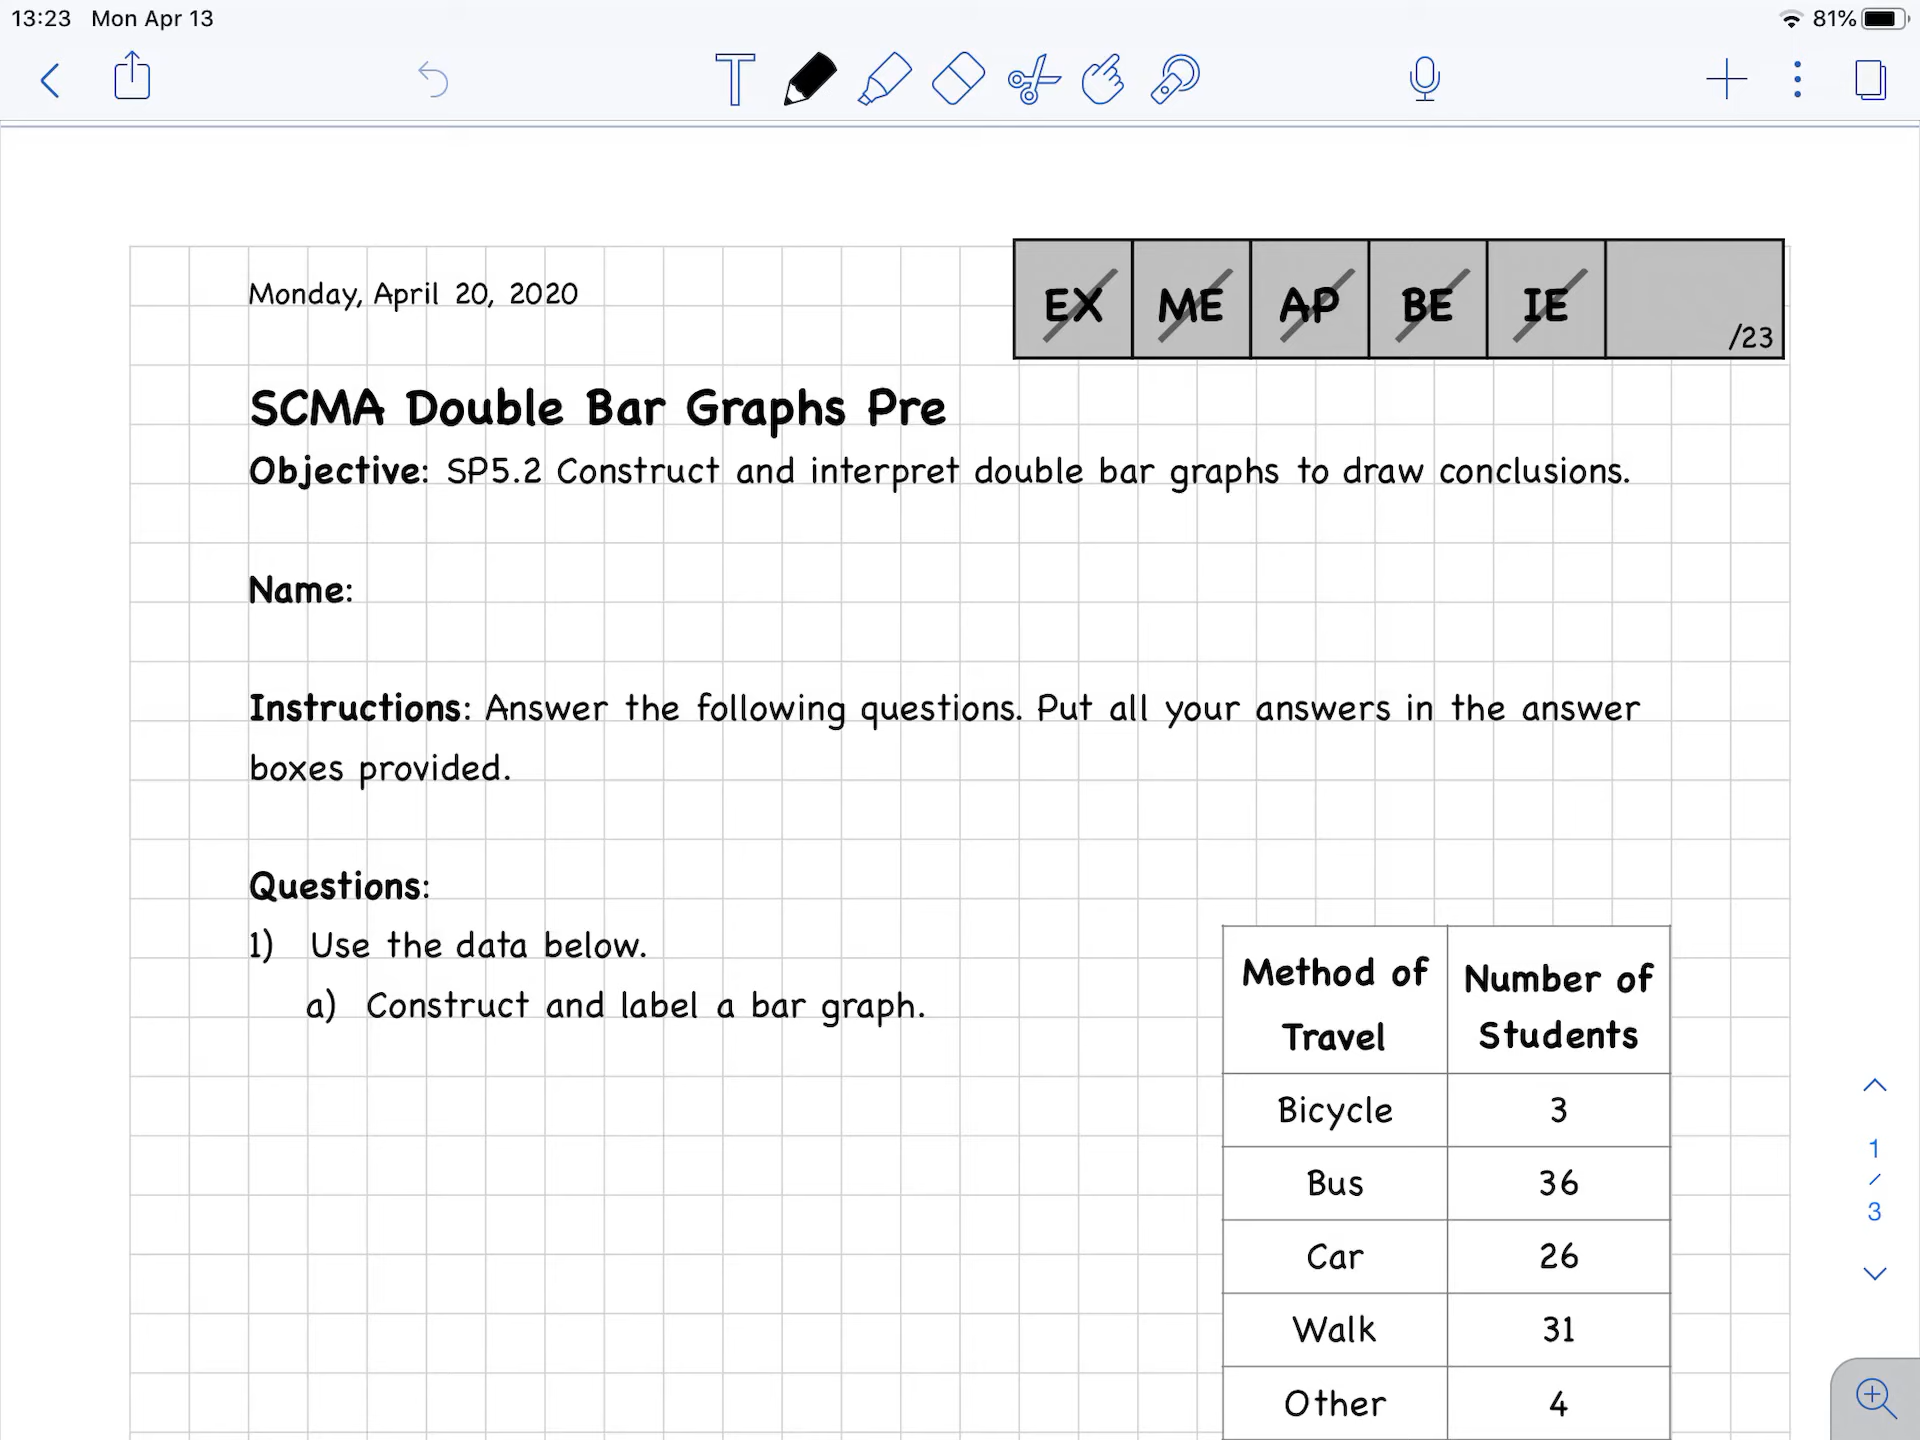 13:23 Mon Apr 13
81%
EX ME AP BE IE
/23
Monday, April 20, 2020
SCMA Double Bar Graphs Pre
Objective: SP5.2 Construct and interpret double bar graphs to draw conclusions.
Name:
Instructions: Answer the following questions. Put all your answers in the answer
boxes provided.
Questions:
1) Use the data below.
a) Construct and label a bar graph.
Method of Travel Number of Students
Bicycle 3
Bus 36
Car 26
Walk 31
Other 4
1
/
3